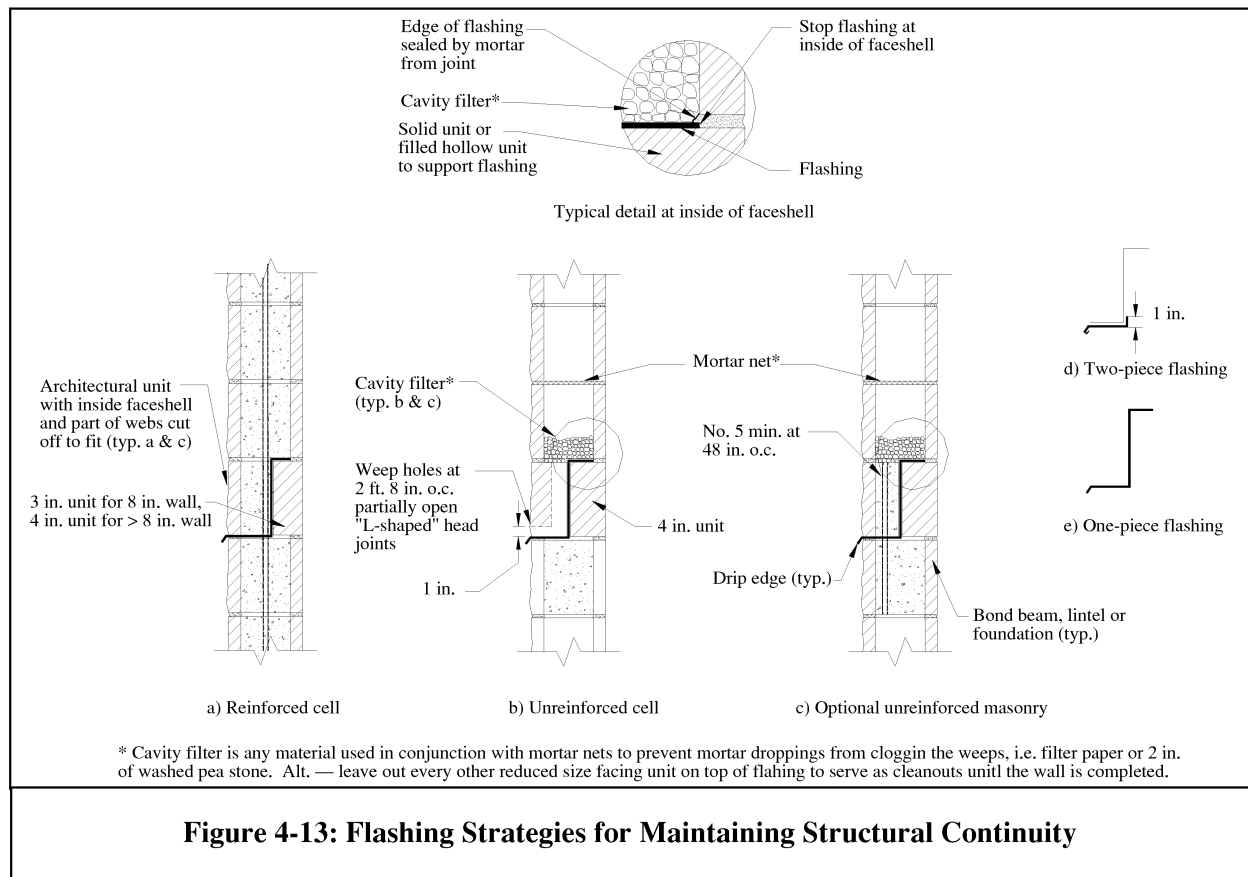 Edge of flashing
sealed by mortar
from joint
Stop flashing at
inside of faceshell
Cavity filter*
Solid unit or
filled hollow unit
to support flashing
Flashing
Typical detail at inside of faceshell
Architectural unit
with inside faceshell
and part of webs cut
off to fit (typ. a & c)
3 in. unit for 8 in. wall,
4 in. unit for > 8 in. wall
Cavity filter*
(typ. b & c)
Weep holes at
2 ft. 8 in. o.c.
partially open
"L-shaped" head
joints
1 in.
Mortar net*
4 in. unit
No. 5 min. at
48 in. o.c.
Drip edge (typ.)
Bond beam, lintel or
foundation (typ.)
1 in.
d) Two-piece flashing
e) One-piece flashing
a) Reinforced cell
b) Unreinforced cell
c) Optional unreinforced masonry
* Cavity filter is any material used in conjunction with mortar nets to prevent mortar droppings from cloggin the weeps, i.e. filter paper or 2 in.
of washed pea stone. Alt. — leave out every other reduced size facing unit on top of flahing to serve as cleanouts unitl the wall is completed.
Figure 4-13: Flashing Strategies for Maintaining Structural Continuity